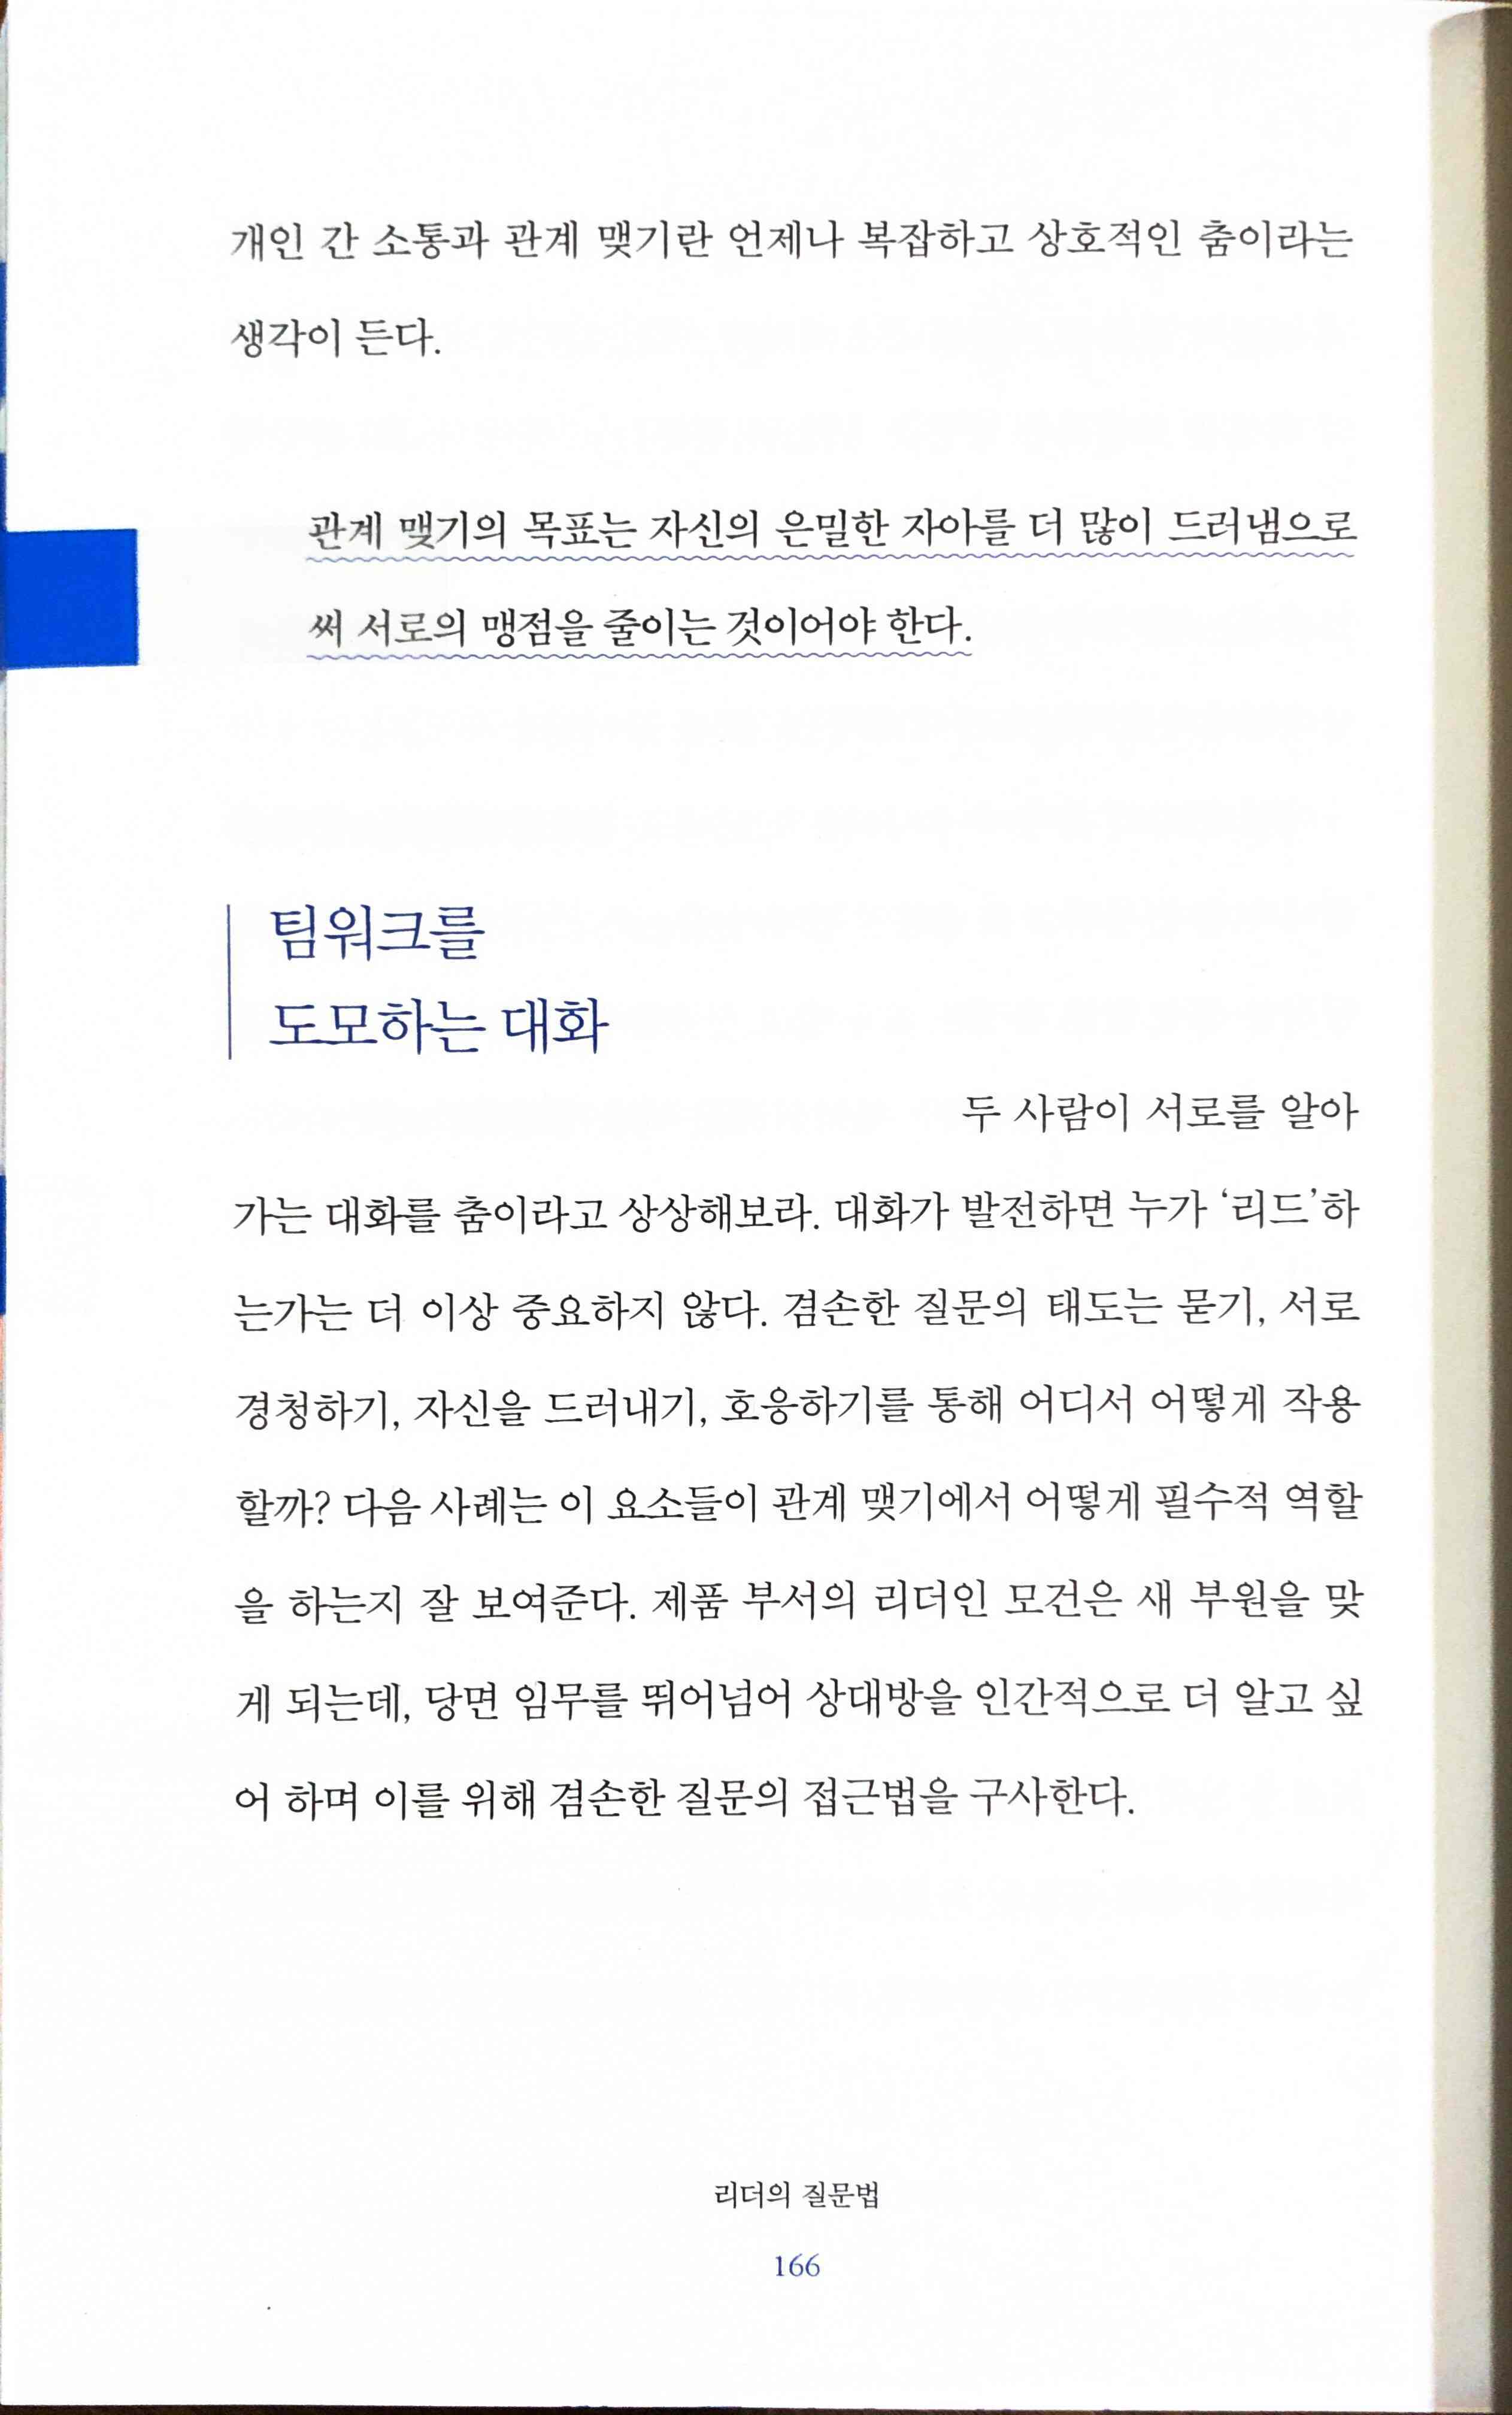 개인 간 소통과 관계 맺기란 언제나 복잡하고 상호적인 춤이라는
생각이 든다.
관계 맺기의 목표는 자신의 은밀한 자아를 더 많이 드러냄으로
써 서로의 맹점을 줄이는 것이어야 한다.
팀워크를
도모하는 대화
두 사람이 서로를 알아
가는 대화를 춤이라고 상상해보라. 대화가 발전하면 누가 ‘리드’하
는가는 더 이상 중요하지 않다. 겸손한 질문의 태도는 묻기, 서로
경청하기, 자신을 드러내기, 호응하기를 통해 어디서 어떻게 작용
할까? 다음 사례는 이 요소들이 관계 맺기에서 어떻게 필수적 역할
을 하는지 잘 보여준다. 제품 부서의 리더인 모건은 새 부원을 맞
게 되는데, 당면 임무를 뛰어넘어 상대방을 인간적으로 더 알고 싶
어 하며 이를 위해 겸손한 질문의 접근법을 구사한다.
리더의 질문법
166